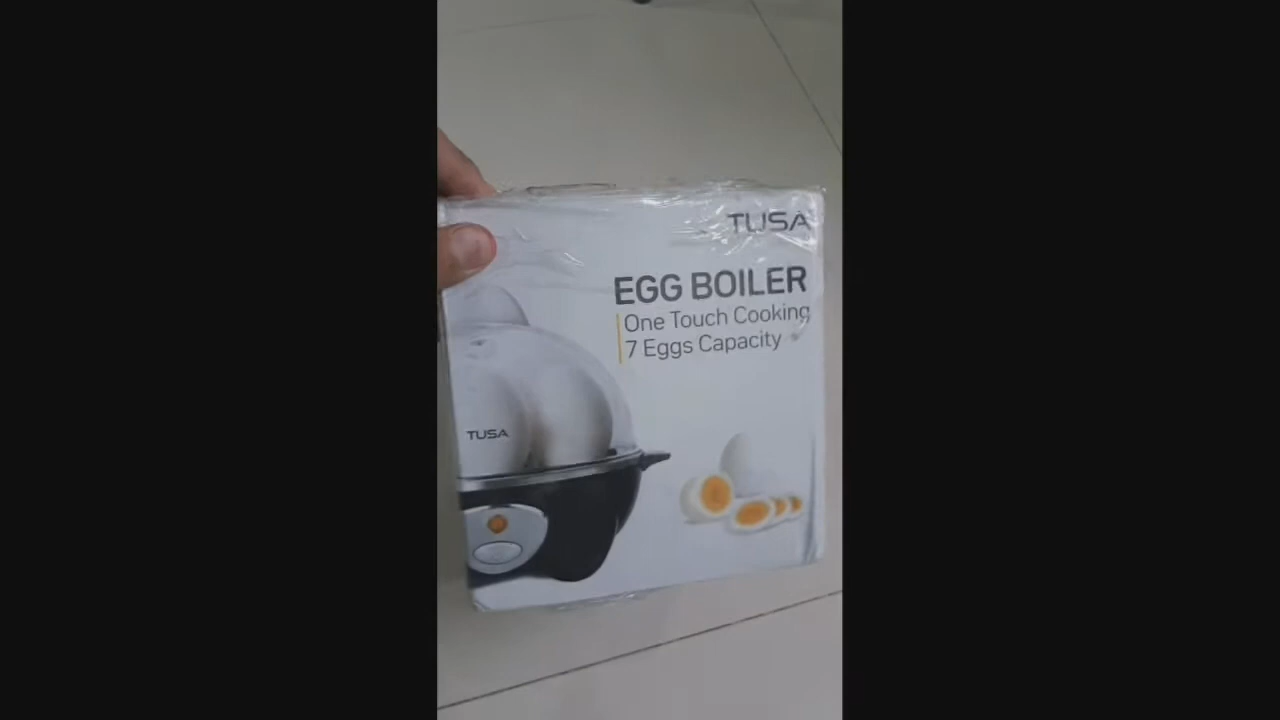 TUSA
EGG BOILER
One Touch Cooking
7 Eggs Capacity
TUSA